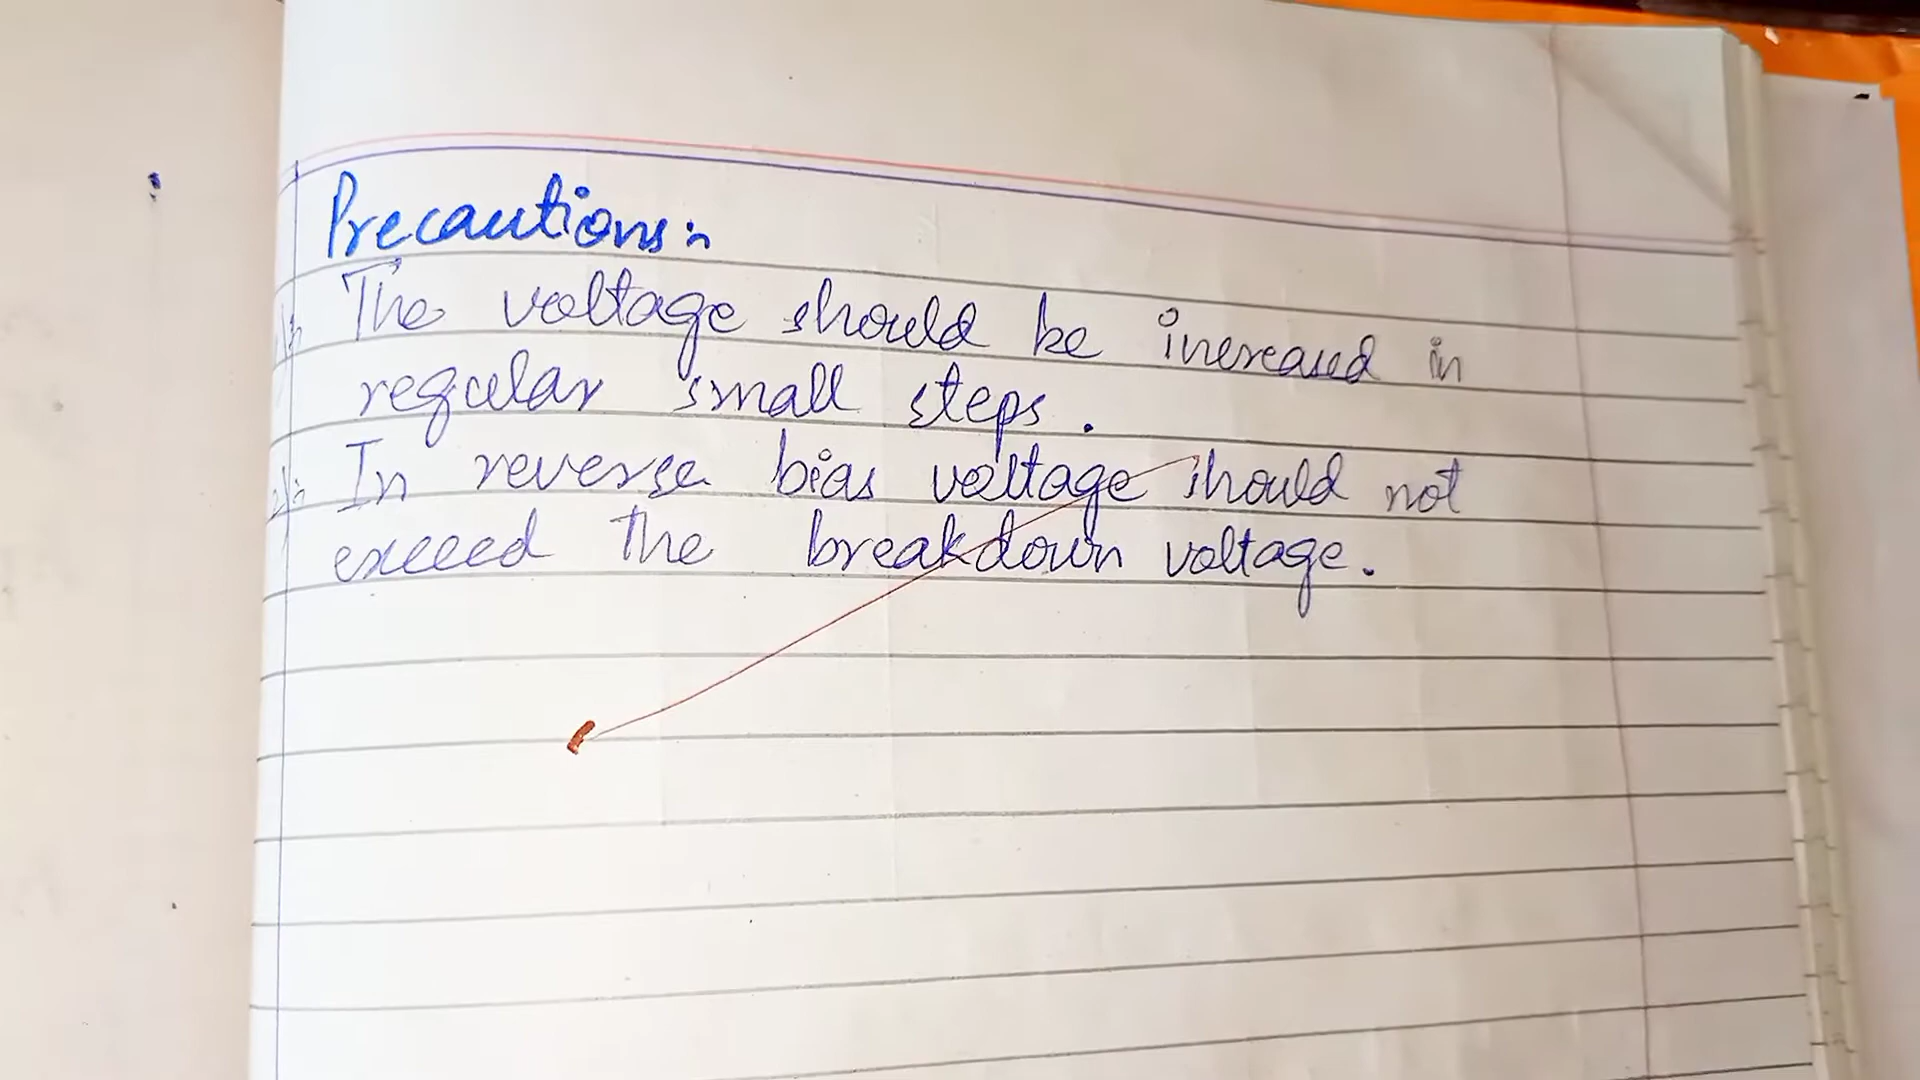 Precautions:-
1) The voltage should be increased in
regular small steps.
2) In reverse bias voltage should not
exceed the breakdown voltage.